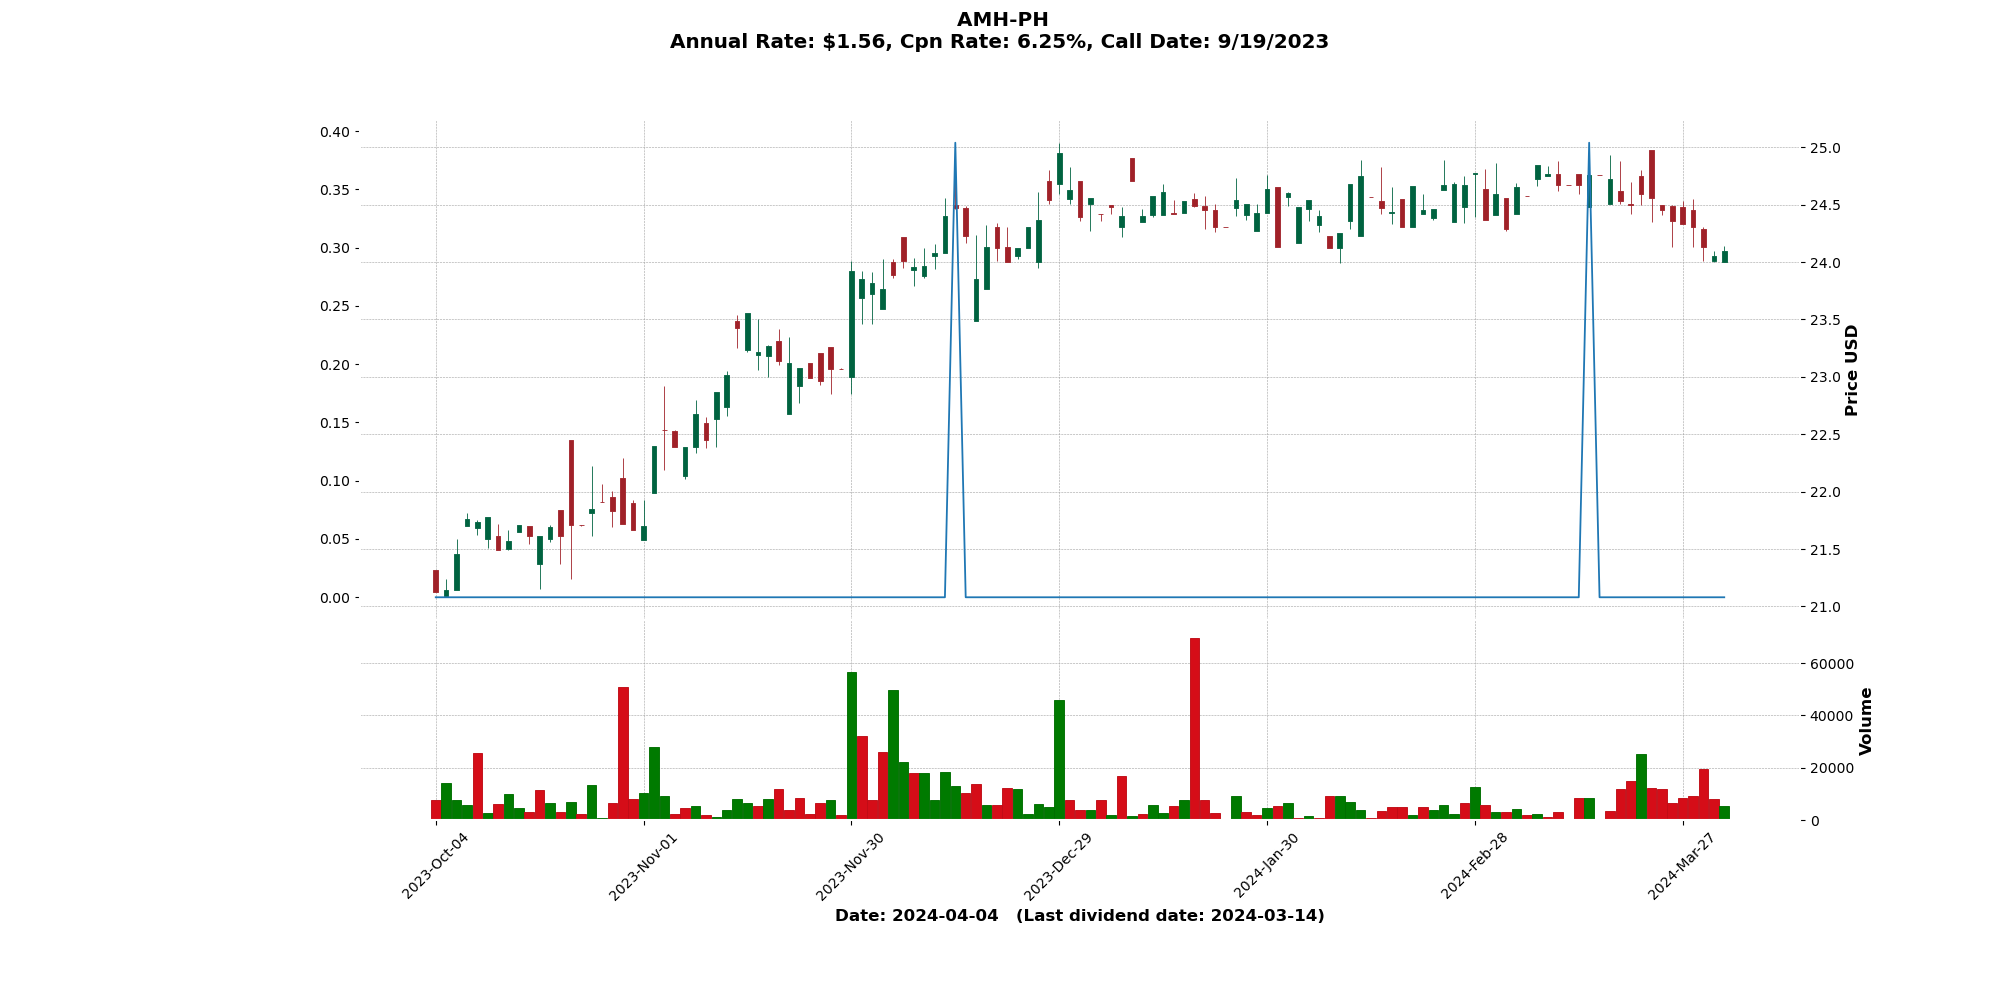 AMH-PH
Annual Rate: $1.56, Cpn Rate: 6.25%, Call Date: 9/19/2023
0.40
0.35
0.30
0.25
0.20
0.15
0.10
0.05
0.00
25.0
24.5
24.0
23.5
23.0
22.5
22.0
21.5
21.0
Price USD
60000
40000
20000
0
Volume
2023-Oct-04
2023-Nov-01
2023-Nov-30
2023-Dec-29
2024-Jan-30
2024-Feb-28
2024-Mar-27
Date: 2024-04-04 (Last dividend date: 2024-03-14)